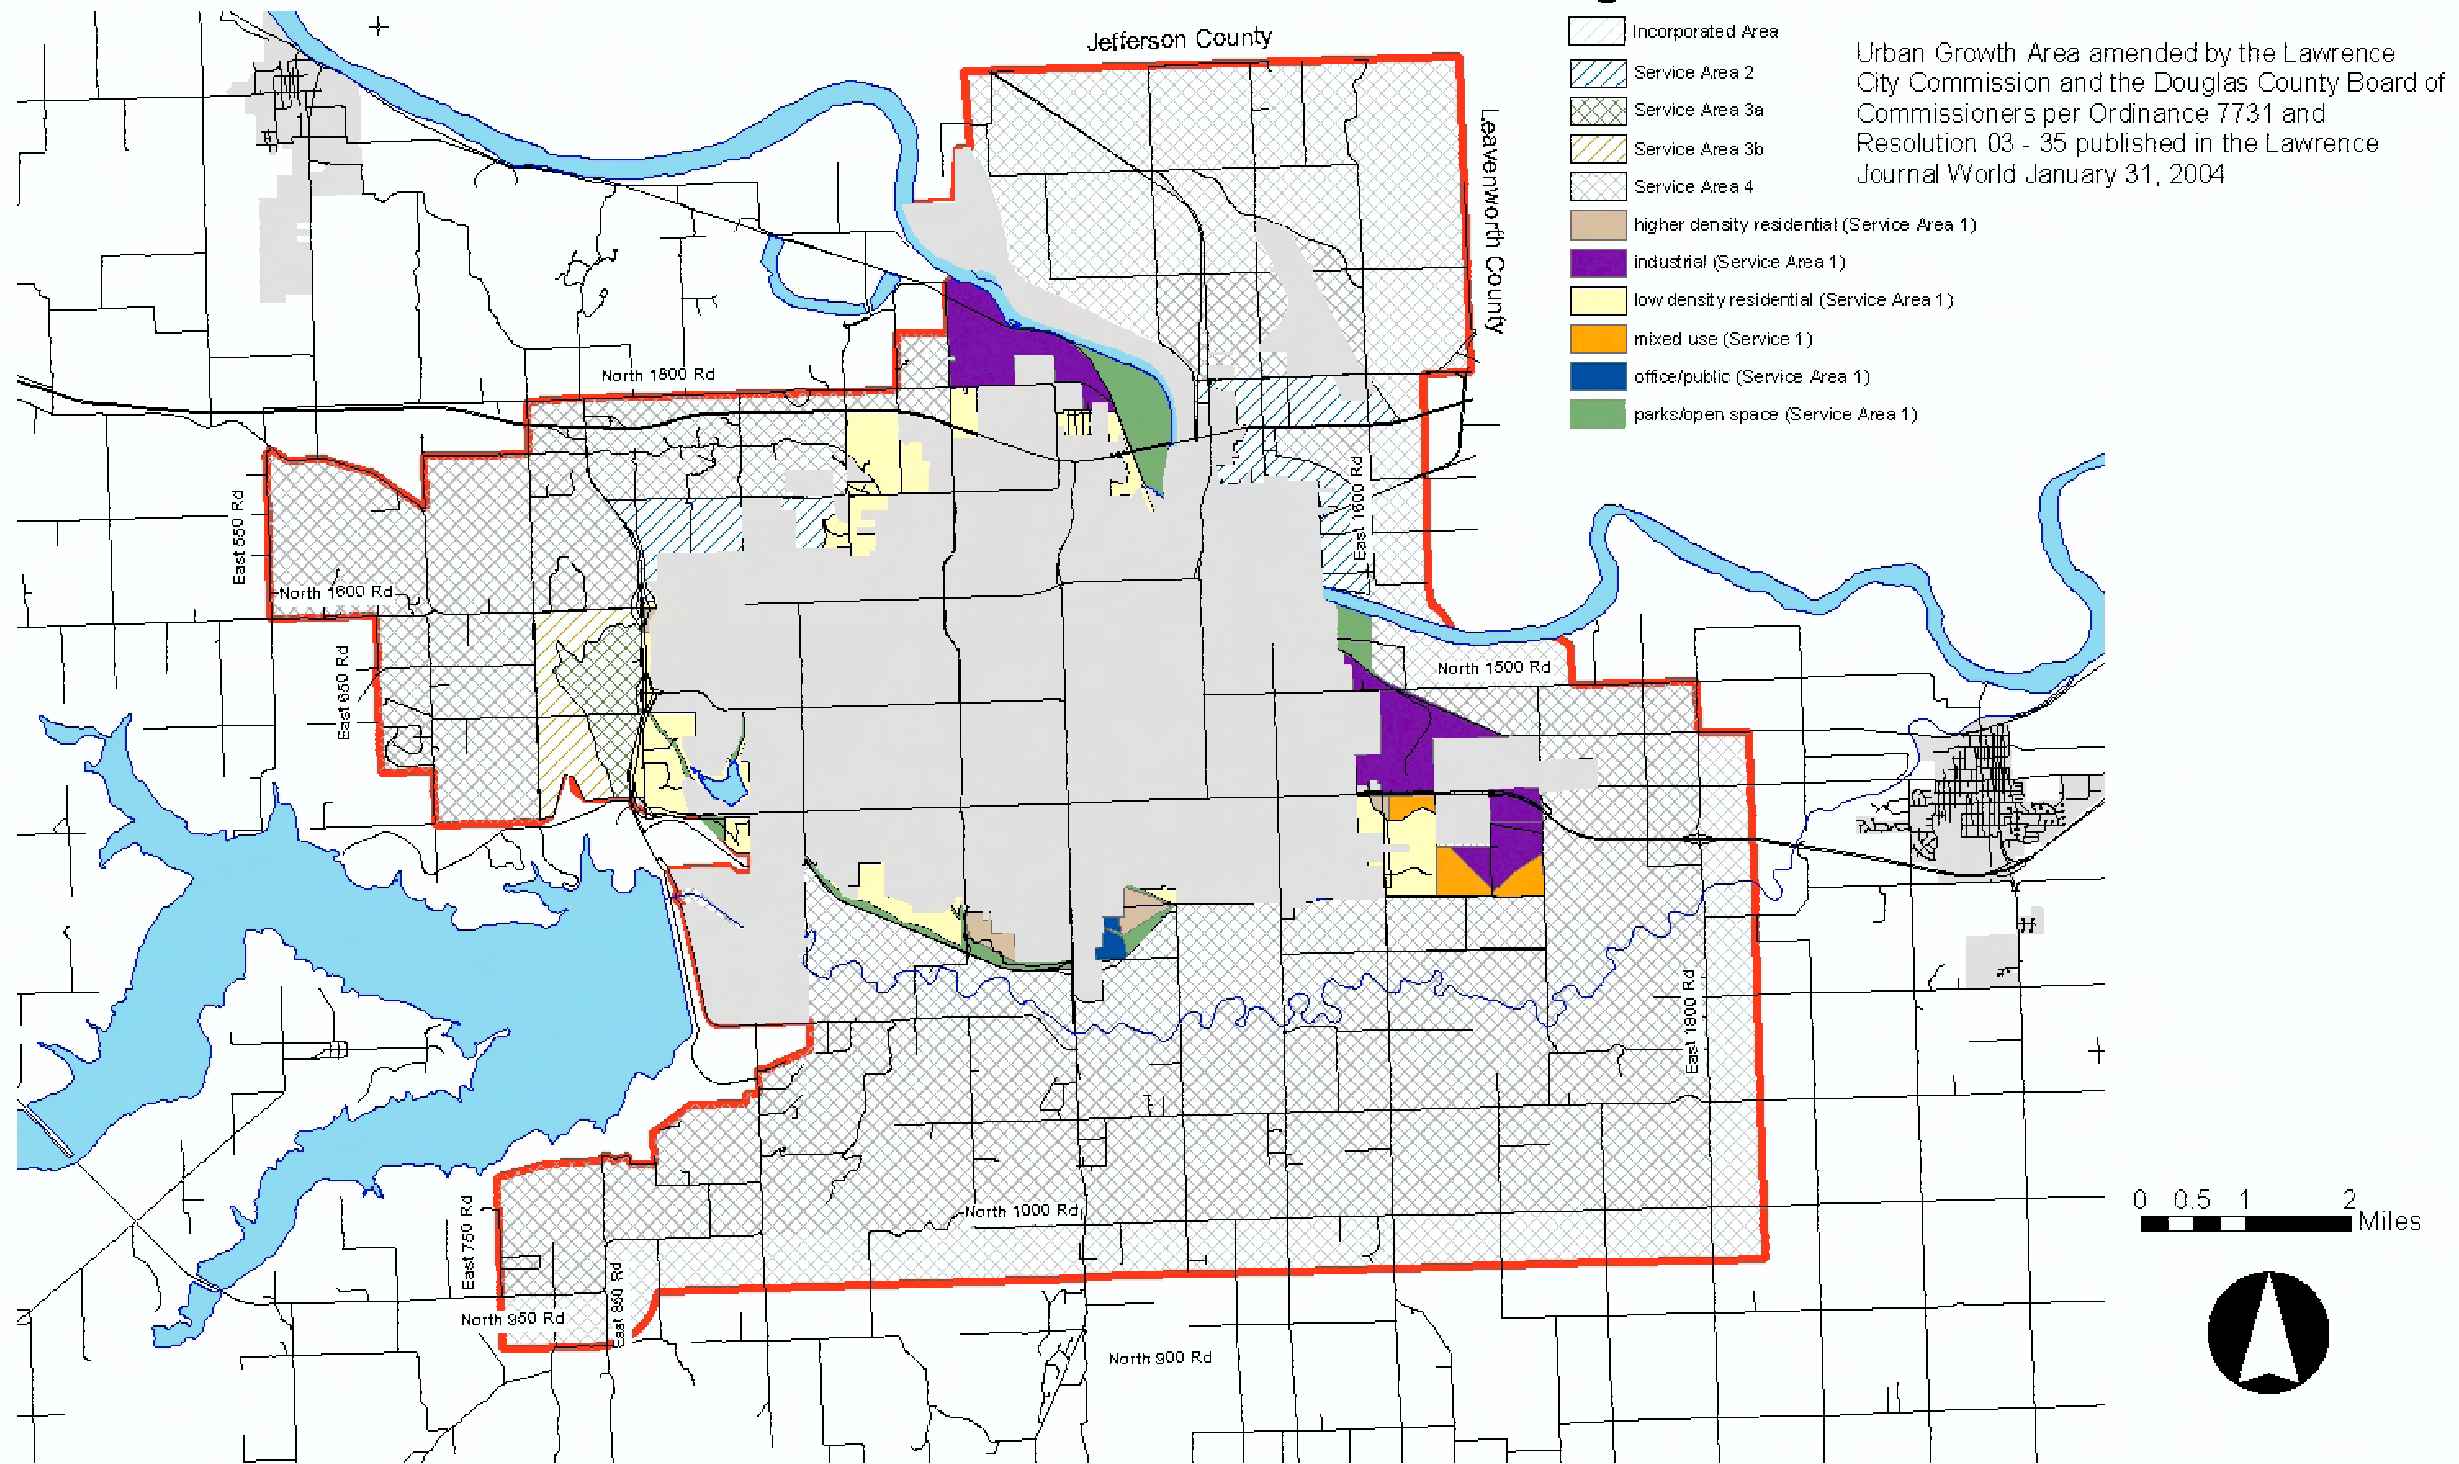 Jefferson County
Leavenworth County
Incorporated Area
Service Area 2
Service Area 3a
Service Area 3b
Service Area 4
higher density residential (Service Area 1)
industrial (Service Area 1)
low density residential (Service Area 1)
mixed use (Service 1)
office/public (Service Area 1)
parks/open space (Service Area 1)
Urban Growth Area amended by the Lawrence
City Commission and the Douglas County Board of
Commissioners per Ordinance 7731 and
Resolution 03 - 35 published in the Lawrence
Journal World January 31, 2004
North 1800 Rd
East 550 Rd
North 1600 Rd
East 650 Rd
East 1600 Rd
North 1500 Rd
East 1800 Rd
North 1000 Rd
East 750 Rd
North 950 Rd
East 850 Rd
North 900 Rd
0 0.5 1 2
Miles